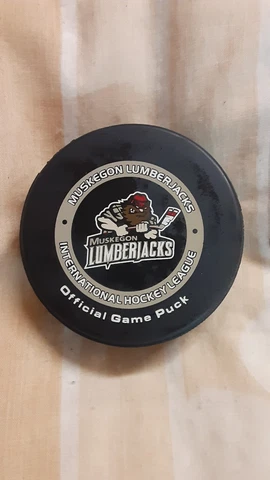 MUSKEGON LUMBERJACKS
MUSKEGON
LUMBERJACKS
INTERNATIONAL HOCKEY LEAGUE
Official Game Puck